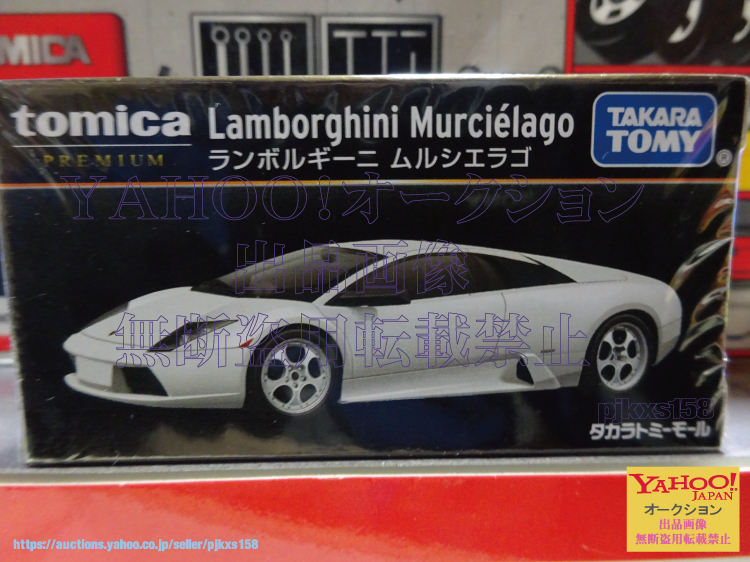 TOMICA
tomica
PREMIUM
Lamborghini Murciélago
ランボルギーニ ムルシエラゴ
TAKARA
TOMY
®
YAHOO!オークション
出品画像
無断盗用転載禁止
pjkxs158
タカラトミーモール
YAHOO!
JAPAN
オークション
出品画像
無断盗用転載禁止
https://auctions.yahoo.co.jp/seller/pjkxs158